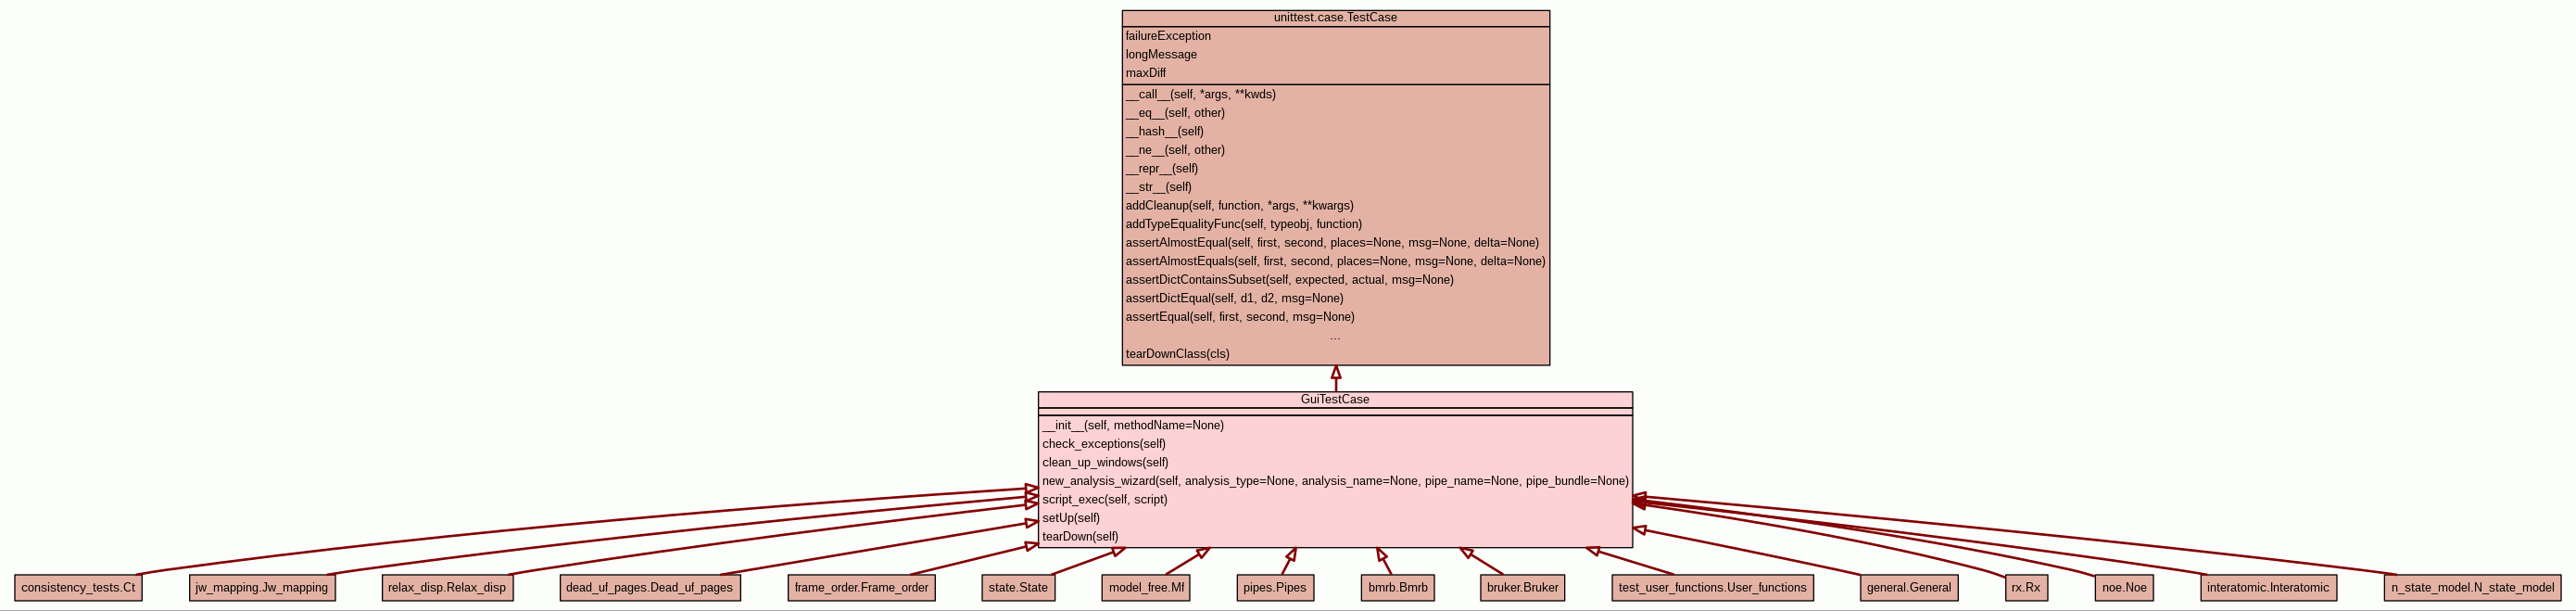 unittest.case.TestCase
failureException
longMessage
maxDiff
__call__(self, *args, **kwds)
__eq__(self, other)
__hash__(self)
__ne__(self, other)
__repr__(self)
__str__(self)
addCleanup(self, function, *args, **kwargs)
addTypeEqualityFunc(self, typeobj, function)
assertAlmostEqual(self, first, second, places=None, msg=None, delta=None)
assertAlmostEquals(self, first, second, places=None, msg=None, delta=None)
assertDictContainsSubset(self, expected, actual, msg=None)
assertDictEqual(self, d1, d2, msg=None)
assertEqual(self, first, second, msg=None)
...
tearDownClass(cls)
GuiTestCase
__init__(self, methodName=None)
check_exceptions(self)
clean_up_windows(self)
new_analysis_wizard(self, analysis_type=None, analysis_name=None, pipe_name=None, pipe_bundle=None)
script_exec(self, script)
setUp(self)
tearDown(self)
consistency_tests.Ct
jw_mapping.Jw_mapping
relax_disp.Relax_disp
dead_uf_pages.Dead_uf_pages
frame_order.Frame_order
state.State
model_free.Mf
pipes.Pipes
bmrb.Bmrb
bruker.Bruker
test_user_functions.User_functions
general.General
rx.Rx
noe.Noe
interatomic.Interatomic
n_state_model.N_state_model